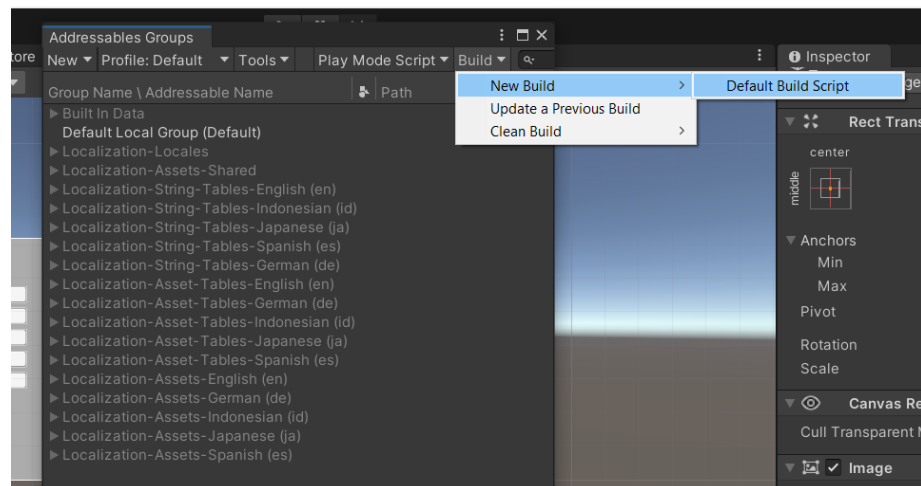 Addressables Groups
tore
New Profile: Default Tools Play Mode Script Build
Inspector
Group Name \ Addressable Name Path
New Build
Default Build Script
Update a Previous Build
Clean Build
Built In Data
Default Local Group (Default)
Localization-Locales
Localization-Assets-Shared
Localization-String-Tables-English (en)
Localization-String-Tables-Indonesian (id)
Localization-String-Tables-Japanese (ja)
Localization-String-Tables-Spanish (es)
Localization-String-Tables-German (de)
Localization-Asset-Tables-English (en)
Localization-Asset-Tables-German (de)
Localization-Asset-Tables-Indonesian (id)
Localization-Asset-Tables-Japanese (ja)
Localization-Asset-Tables-Spanish (es)
Localization-Assets-English (en)
Localization-Assets-German (de)
Localization-Assets-Indonesian (id)
Localization-Assets-Japanese (ja)
Localization-Assets-Spanish (es)
ge
Rect Trans
center
middle
Anchors
Min
Max
Pivot
Rotation
Scale
Canvas Re
Cull Transparent
Image